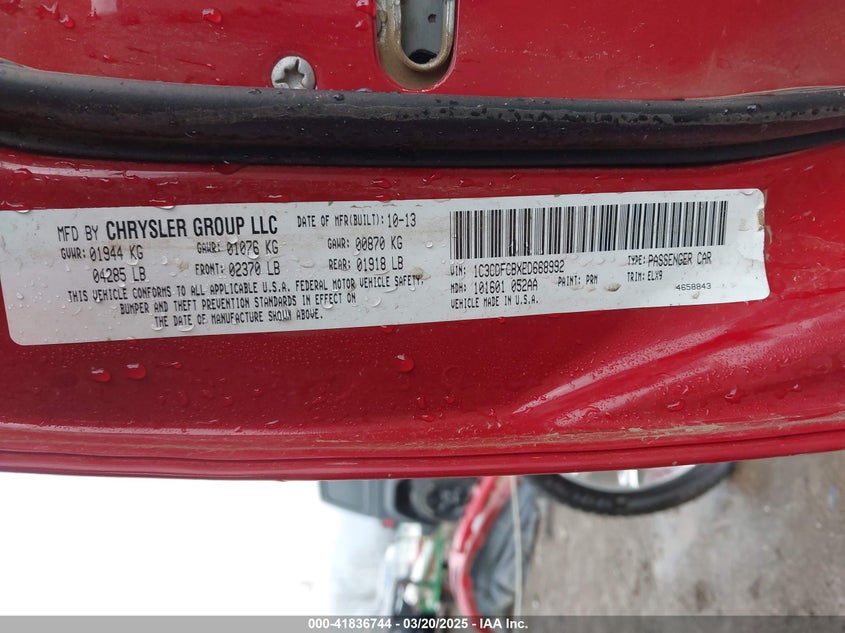 MFD BY CHRYSLER GROUP LLC DATE OF MFR(BUILT): 10-13
GVWR: 01944 KG GAWR: 01076 KG GAWR: 00870 KG
04285 LB FRONT: 02370 LB REAR: 01918 LB
THIS VEHICLE CONFORMS TO ALL APPLICABLE U.S.A. FEDERAL MOTOR VEHICLE SAFETY,
BUMPER AND THEFT PREVENTION STANDARDS IN EFFECT ON
THE DATE OF MANUFACTURE SHOWN ABOVE.
VIN: 1C3CDFCBXED668992 TYPE: PASSENGER CAR
MDH: 101601 052AA PAINT: PRM TRIM: ELX9
VEHICLE MADE IN U.S.A. 4658843
000-41836744 — 03/20/2025 — IAA Inc.